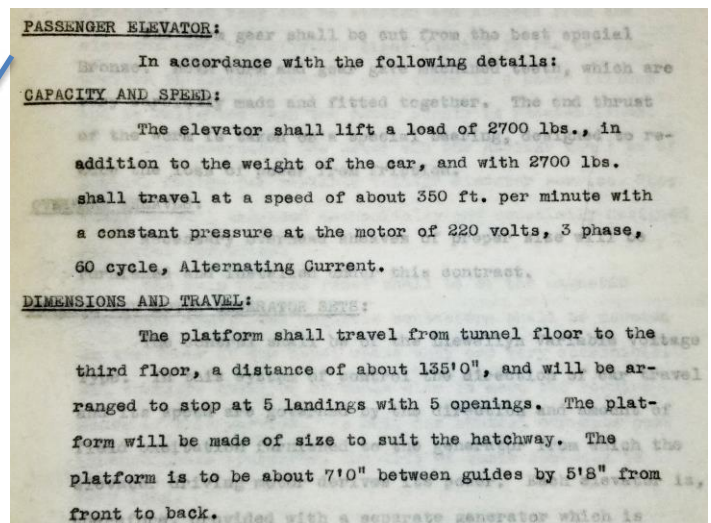 PASSENGER ELEVATOR:
In accordance with the following details:
CAPACITY AND SPEED:
The elevator shall lift a load of 2700 lbs., in
addition to the weight of the car, and with 2700 lbs.
shall travel at a speed of about 350 ft. per minute with
a constant pressure at the motor of 220 volts, 3 phase,
60 cycle, Alternating Current.
DIMENSIONS AND TRAVEL:
The platform shall travel from tunnel floor to the
third floor, a distance of about 135'0", and will be ar-
ranged to stop at 5 landings with 5 openings. The plat-
form will be made of size to suit the hatchway. The
platform is to be about 7'0" between guides by 5'8" from
front to back.